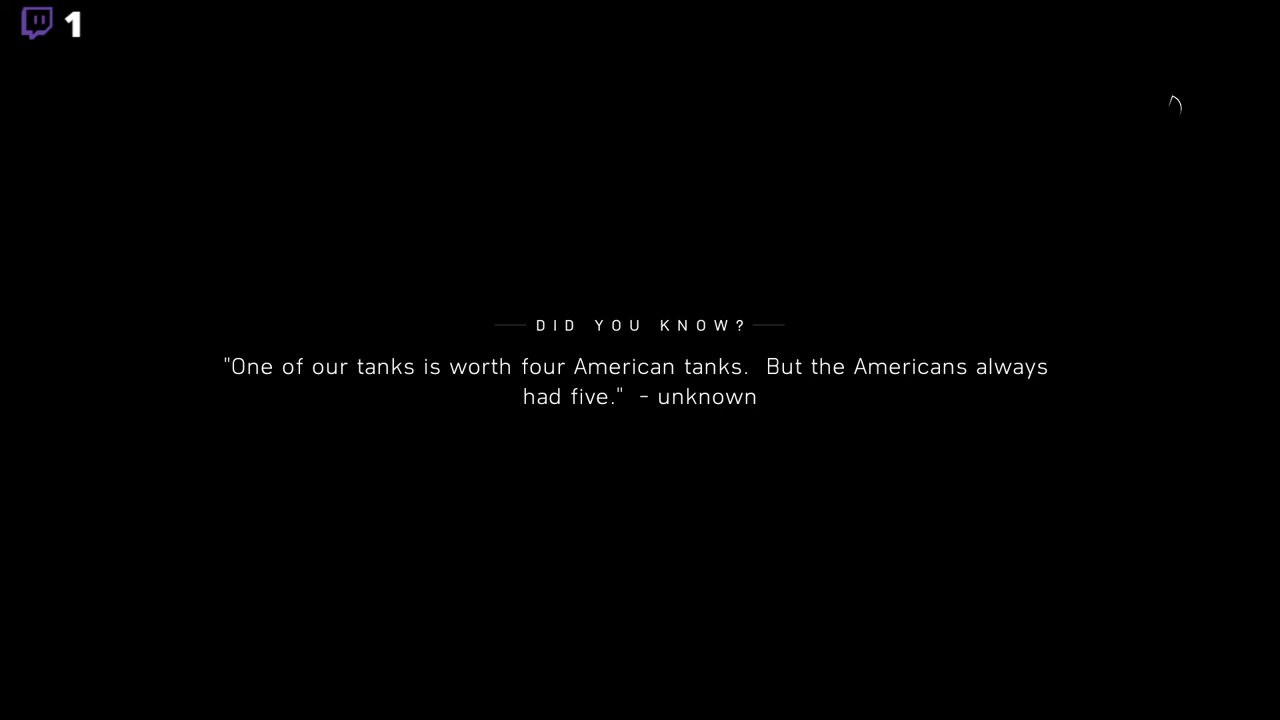 1
DID YOU KNOW?
"One of our tanks is worth four American tanks.  But the Americans always
had five."  - unknown